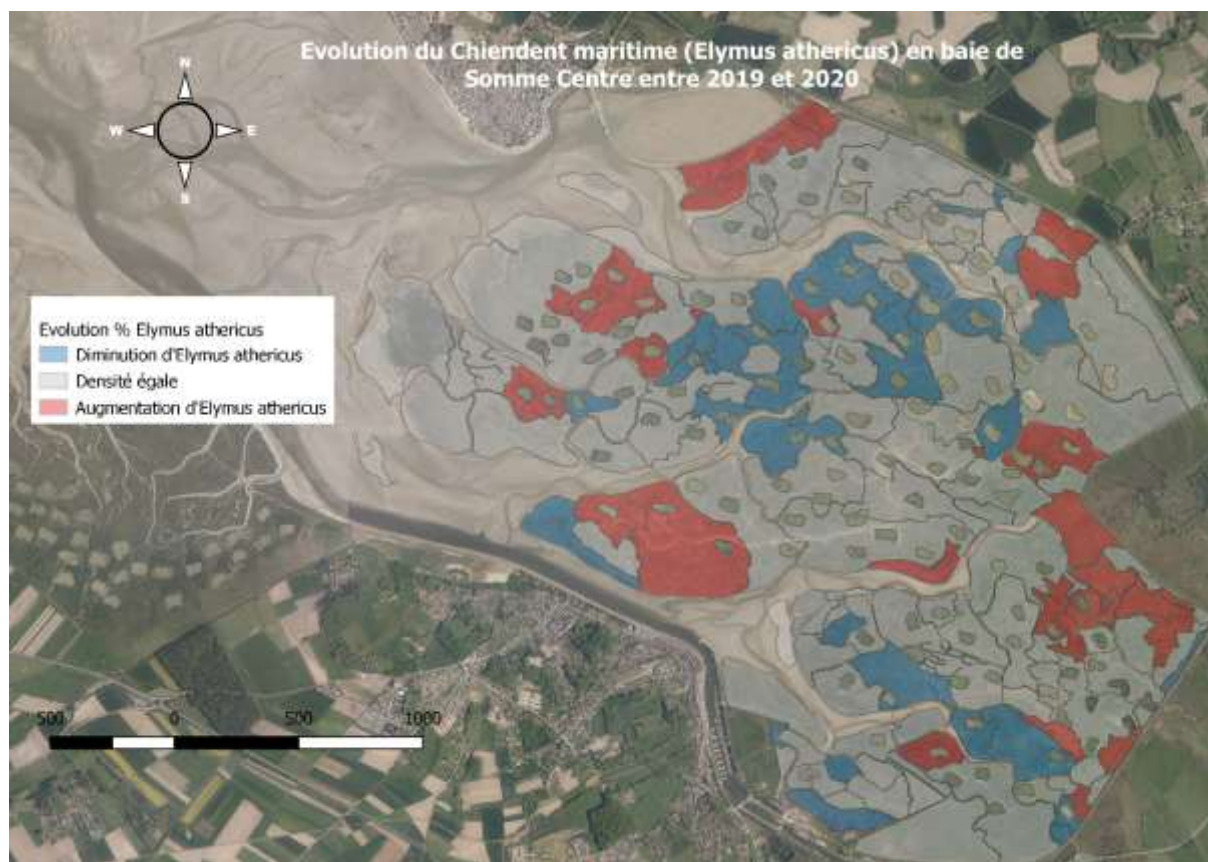 Evolution du Chiendent maritime (Elymus athericus) en baie de
Somme Centre entre 2019 et 2020
N
W E
S
Evolution % Elymus athericus
Diminution d'Elymus athericus
Densité égale
Augmentation d'Elymus athericus
500 0 500 1000